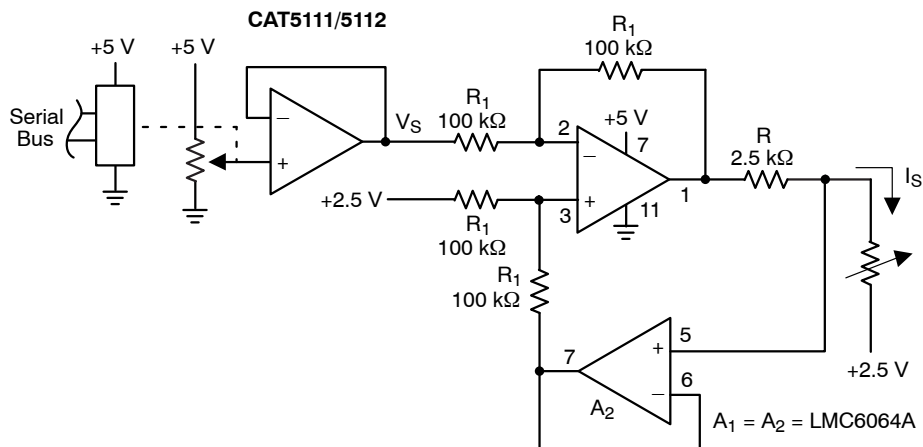 CAT5111/5112
+5 V
+5 V
Serial
Bus
–
+
VS
R1
100 kΩ
R1
100 kΩ
+5 V
2
–
7
+
3
11
1
+2.5 V
R1
100 kΩ
R1
100 kΩ
R
2.5 kΩ
IS
+2.5 V
7
+
5
–
6
A2
A1 = A2 = LMC6064A